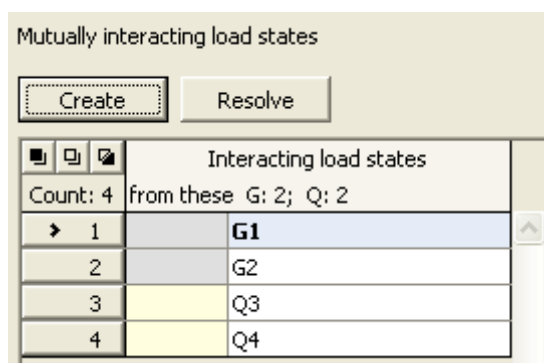 Mutually interacting load states
Create Resolve
Interacting load states
Count: 4 from these G: 2; Q: 2
1 G1
2 G2
3 Q3
4 Q4